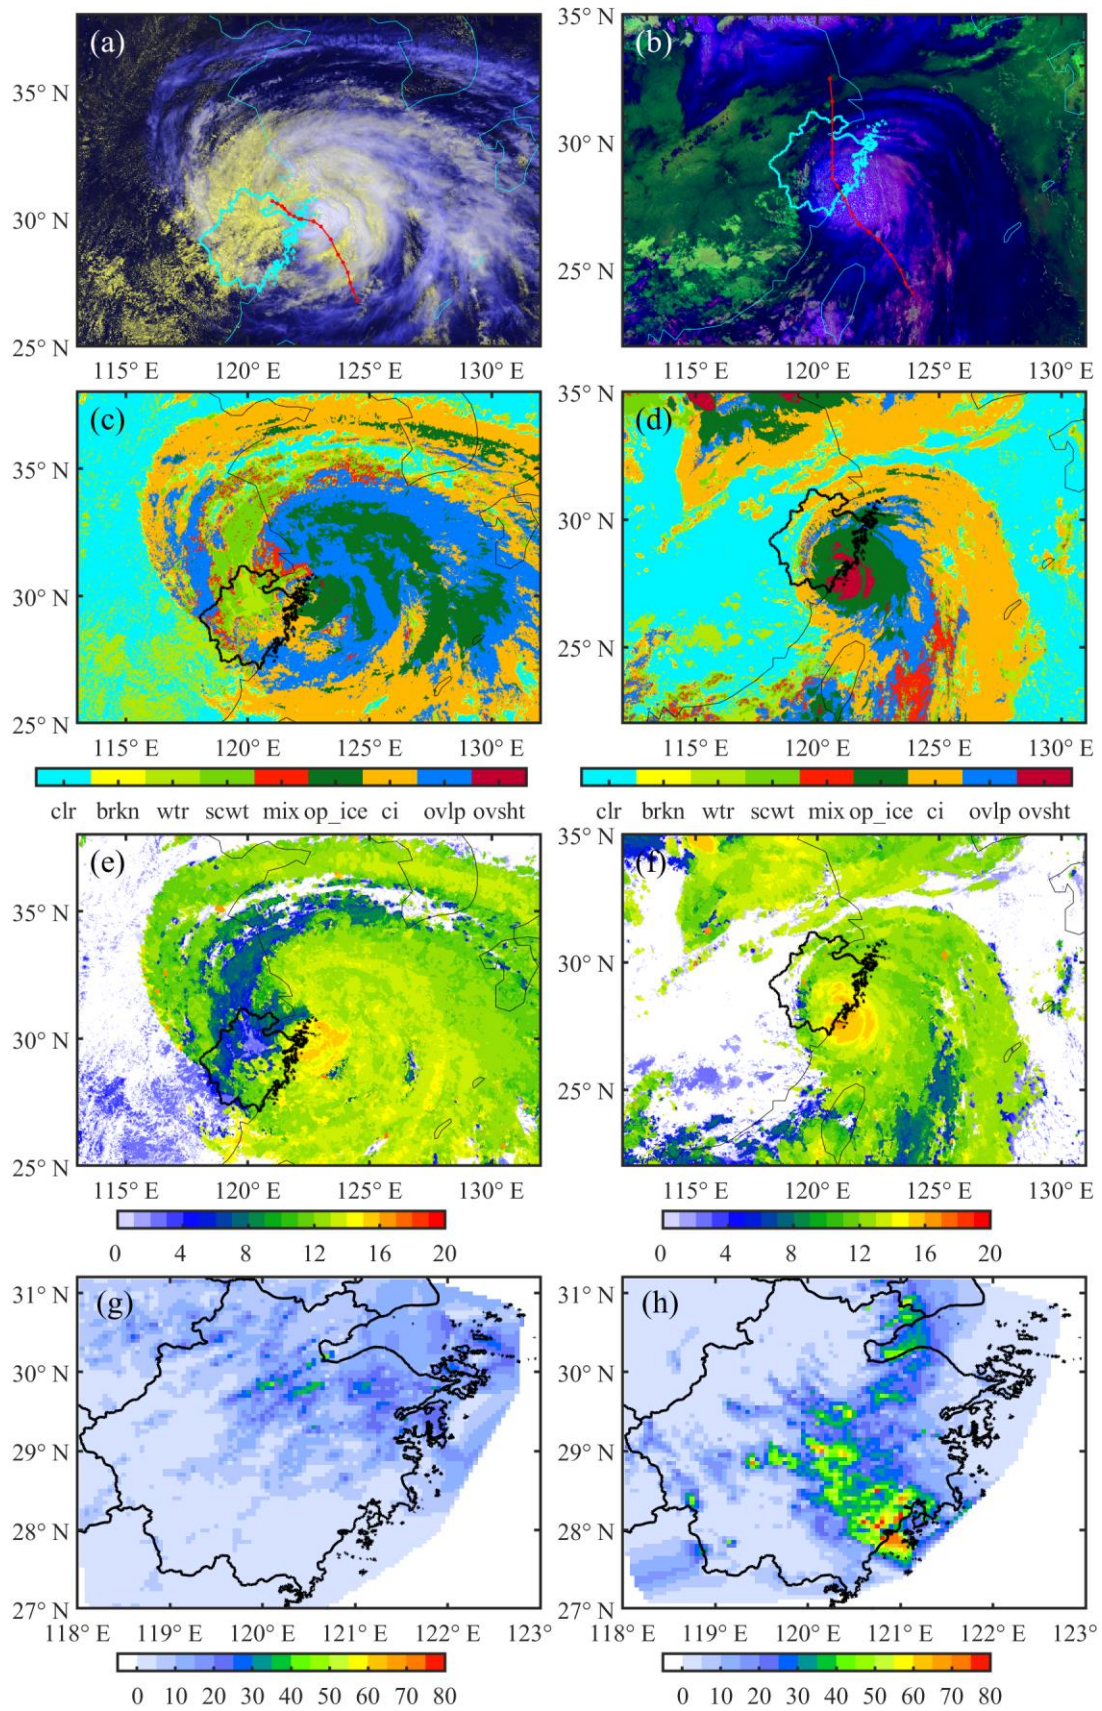 (a) (b)
35° N 35° N
30° N 30° N
25° N 25° N
115° E 120° E 125° E 130° E 115° E 120° E 125° E 130° E
(c) (d)
35° N 35° N
30° N 30° N
25° N 25° N
115° E 120° E 125° E 130° E 115° E 120° E 125° E 130° E
clr brkn wtr scwt mix op_ice ci ovlp ovsht clr brkn wtr scwt mix op_ice ci ovlp ovsht
(e) (f)
35° N 35° N
30° N 30° N
25° N 25° N
115° E 120° E 125° E 130° E 115° E 120° E 125° E 130° E
0 4 8 12 16 20 0 4 8 12 16 20
(g) (h)
31° N 31° N
30° N 30° N
29° N 29° N
28° N 28° N
27° N 27° N
118° E 119° E 120° E 121° E 122° E 123° 118° E 119° E 120° E 121° E 122° E 123°
0 10 20 30 40 50 60 70 80 0 10 20 30 40 50 60 70 80